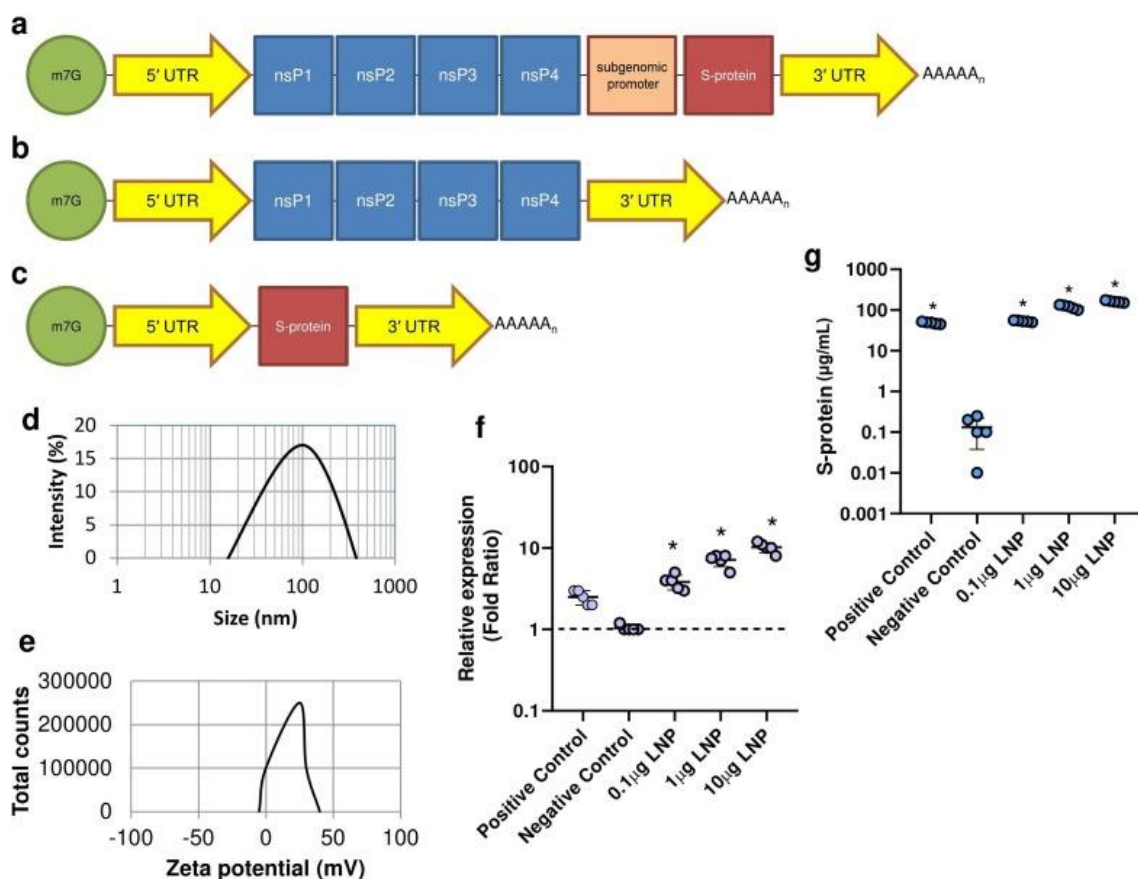 a
m7G
5′ UTR
nsP1
nsP2
nsP3
nsP4
subgenomic
promoter
S-protein
3′ UTR
AAAAAn
b
m7G
5′ UTR
nsP1
nsP2
nsP3
nsP4
3′ UTR
AAAAAn
c
m7G
5′ UTR
S-protein
3′ UTR
AAAAAn
d
Intensity (%)
20
15
10
5
0
1
10
100
1000
Size (nm)
e
Total counts
300000
200000
100000
0
-100
-50
0
50
100
Zeta potential (mV)
f
Relative expression
(Fold Ratio)
100
10
1
0.1
*
*
*
Positive Control
Negative Control
0.1µg LNP
1µg LNP
10µg LNP
g
S-protein (µg/mL)
1000
100
10
1
0.1
0.01
0.001
*
*
*
*
Positive Control
Negative Control
0.1µg LNP
1µg LNP
10µg LNP